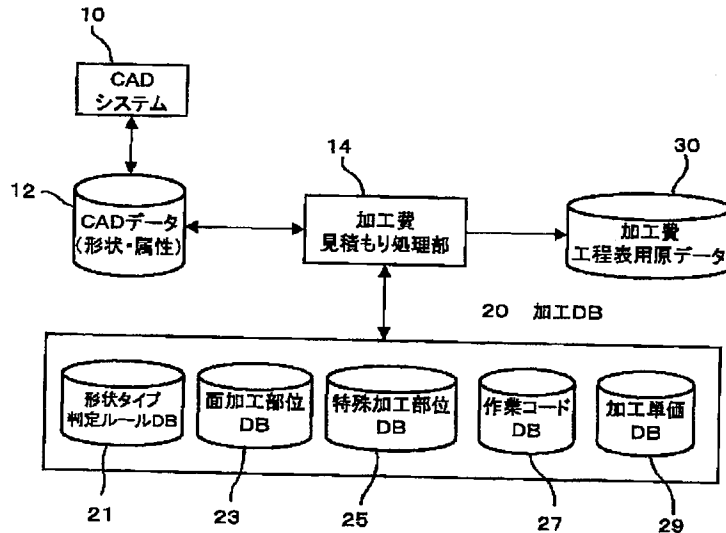 10
CAD
システム
12
CADデータ
(形状・属性)
14
加工費
見積もり処理部
30
加工費
工程表用原データ
20 加工DB
形状タイプ
判定ルールDB
面加工部位
DB
特殊加工部位
DB
作業コード
DB
加工単価
DB
21
23
25
27
29